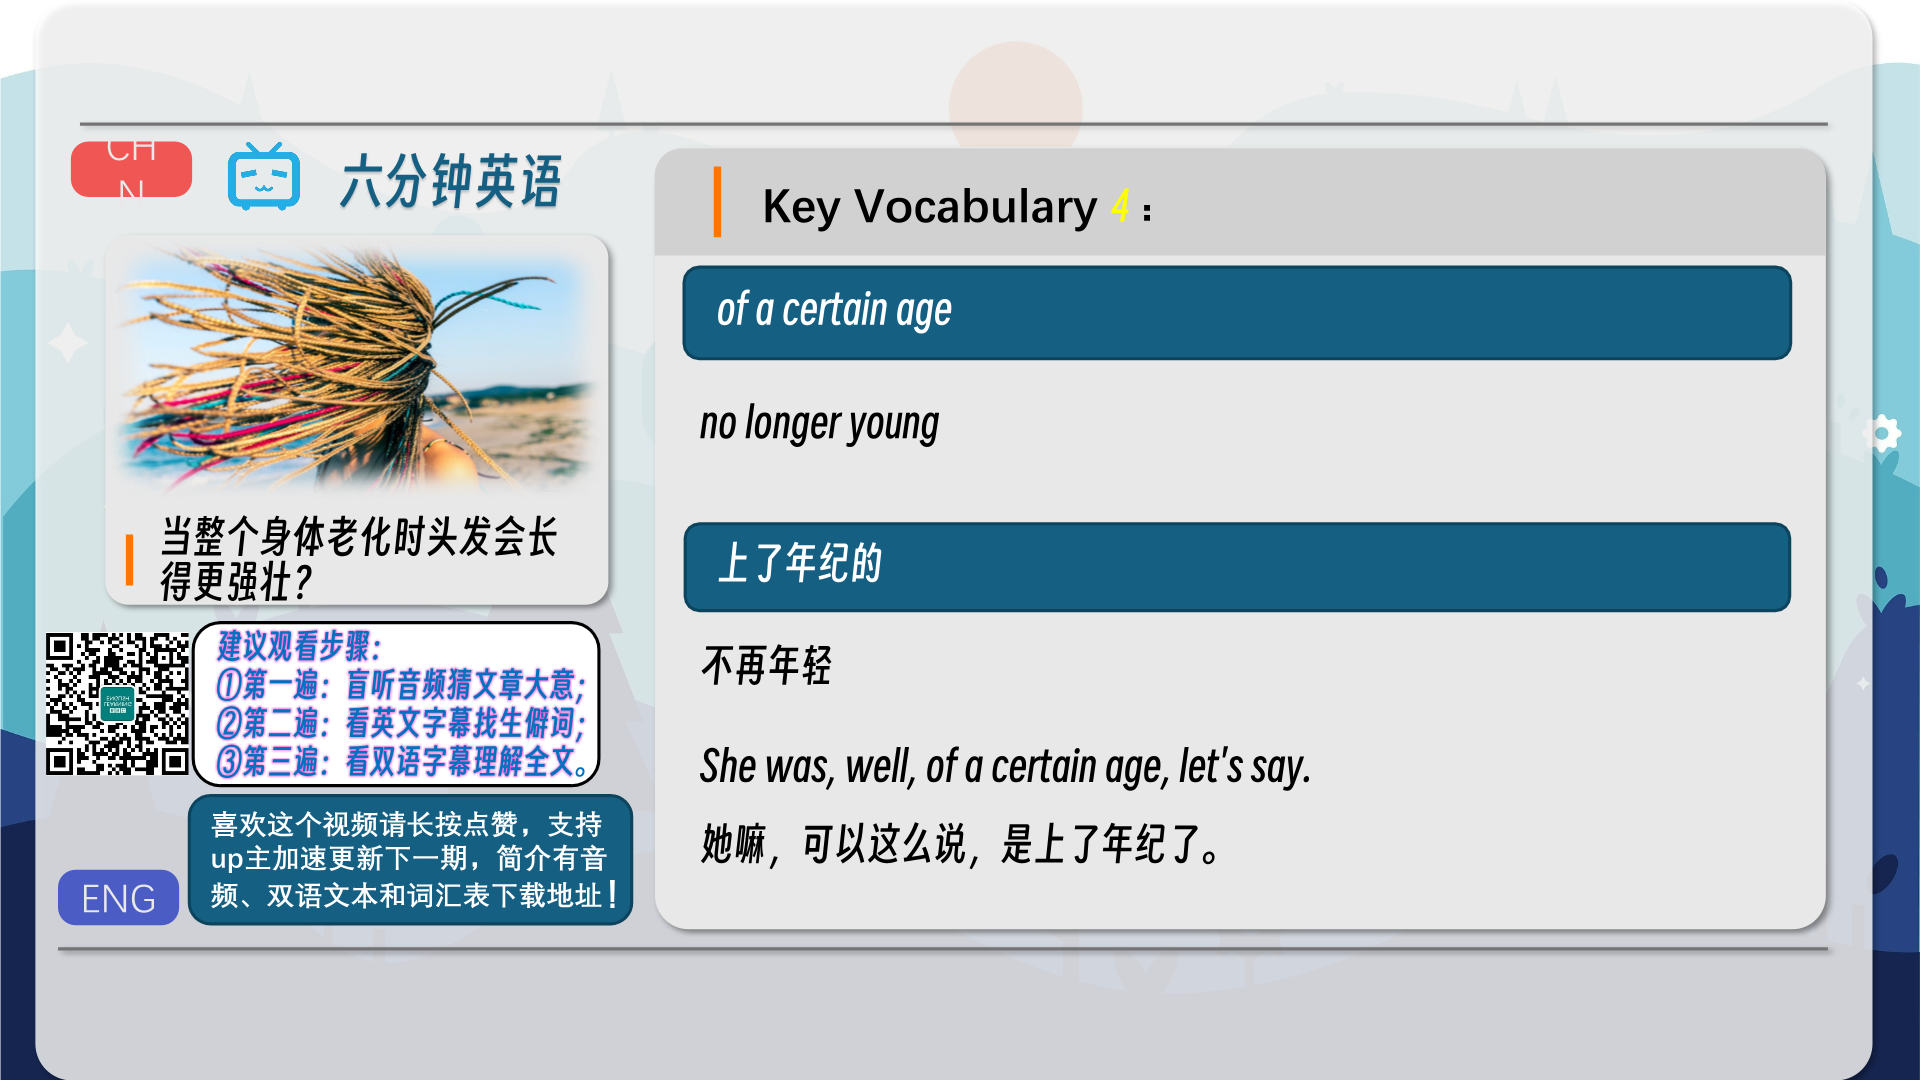 CH
N
六分钟英语
当整个身体老化时头发会长
得更强壮？
建议观看步骤：
①第一遍：盲听音频猜文章大意；
②第二遍：看英文字幕找生僻词；
③第三遍：看双语字幕理解全文。
喜欢这个视频请长按点赞，支持
up主加速更新下一期，简介有音
频、双语文本和词汇表下载地址！
ENG
Key Vocabulary 4：
of a certain age
no longer young
上了年纪的
不再年轻
She was, well, of a certain age, let's say.
她嘛，可以这么说，是上了年纪了。